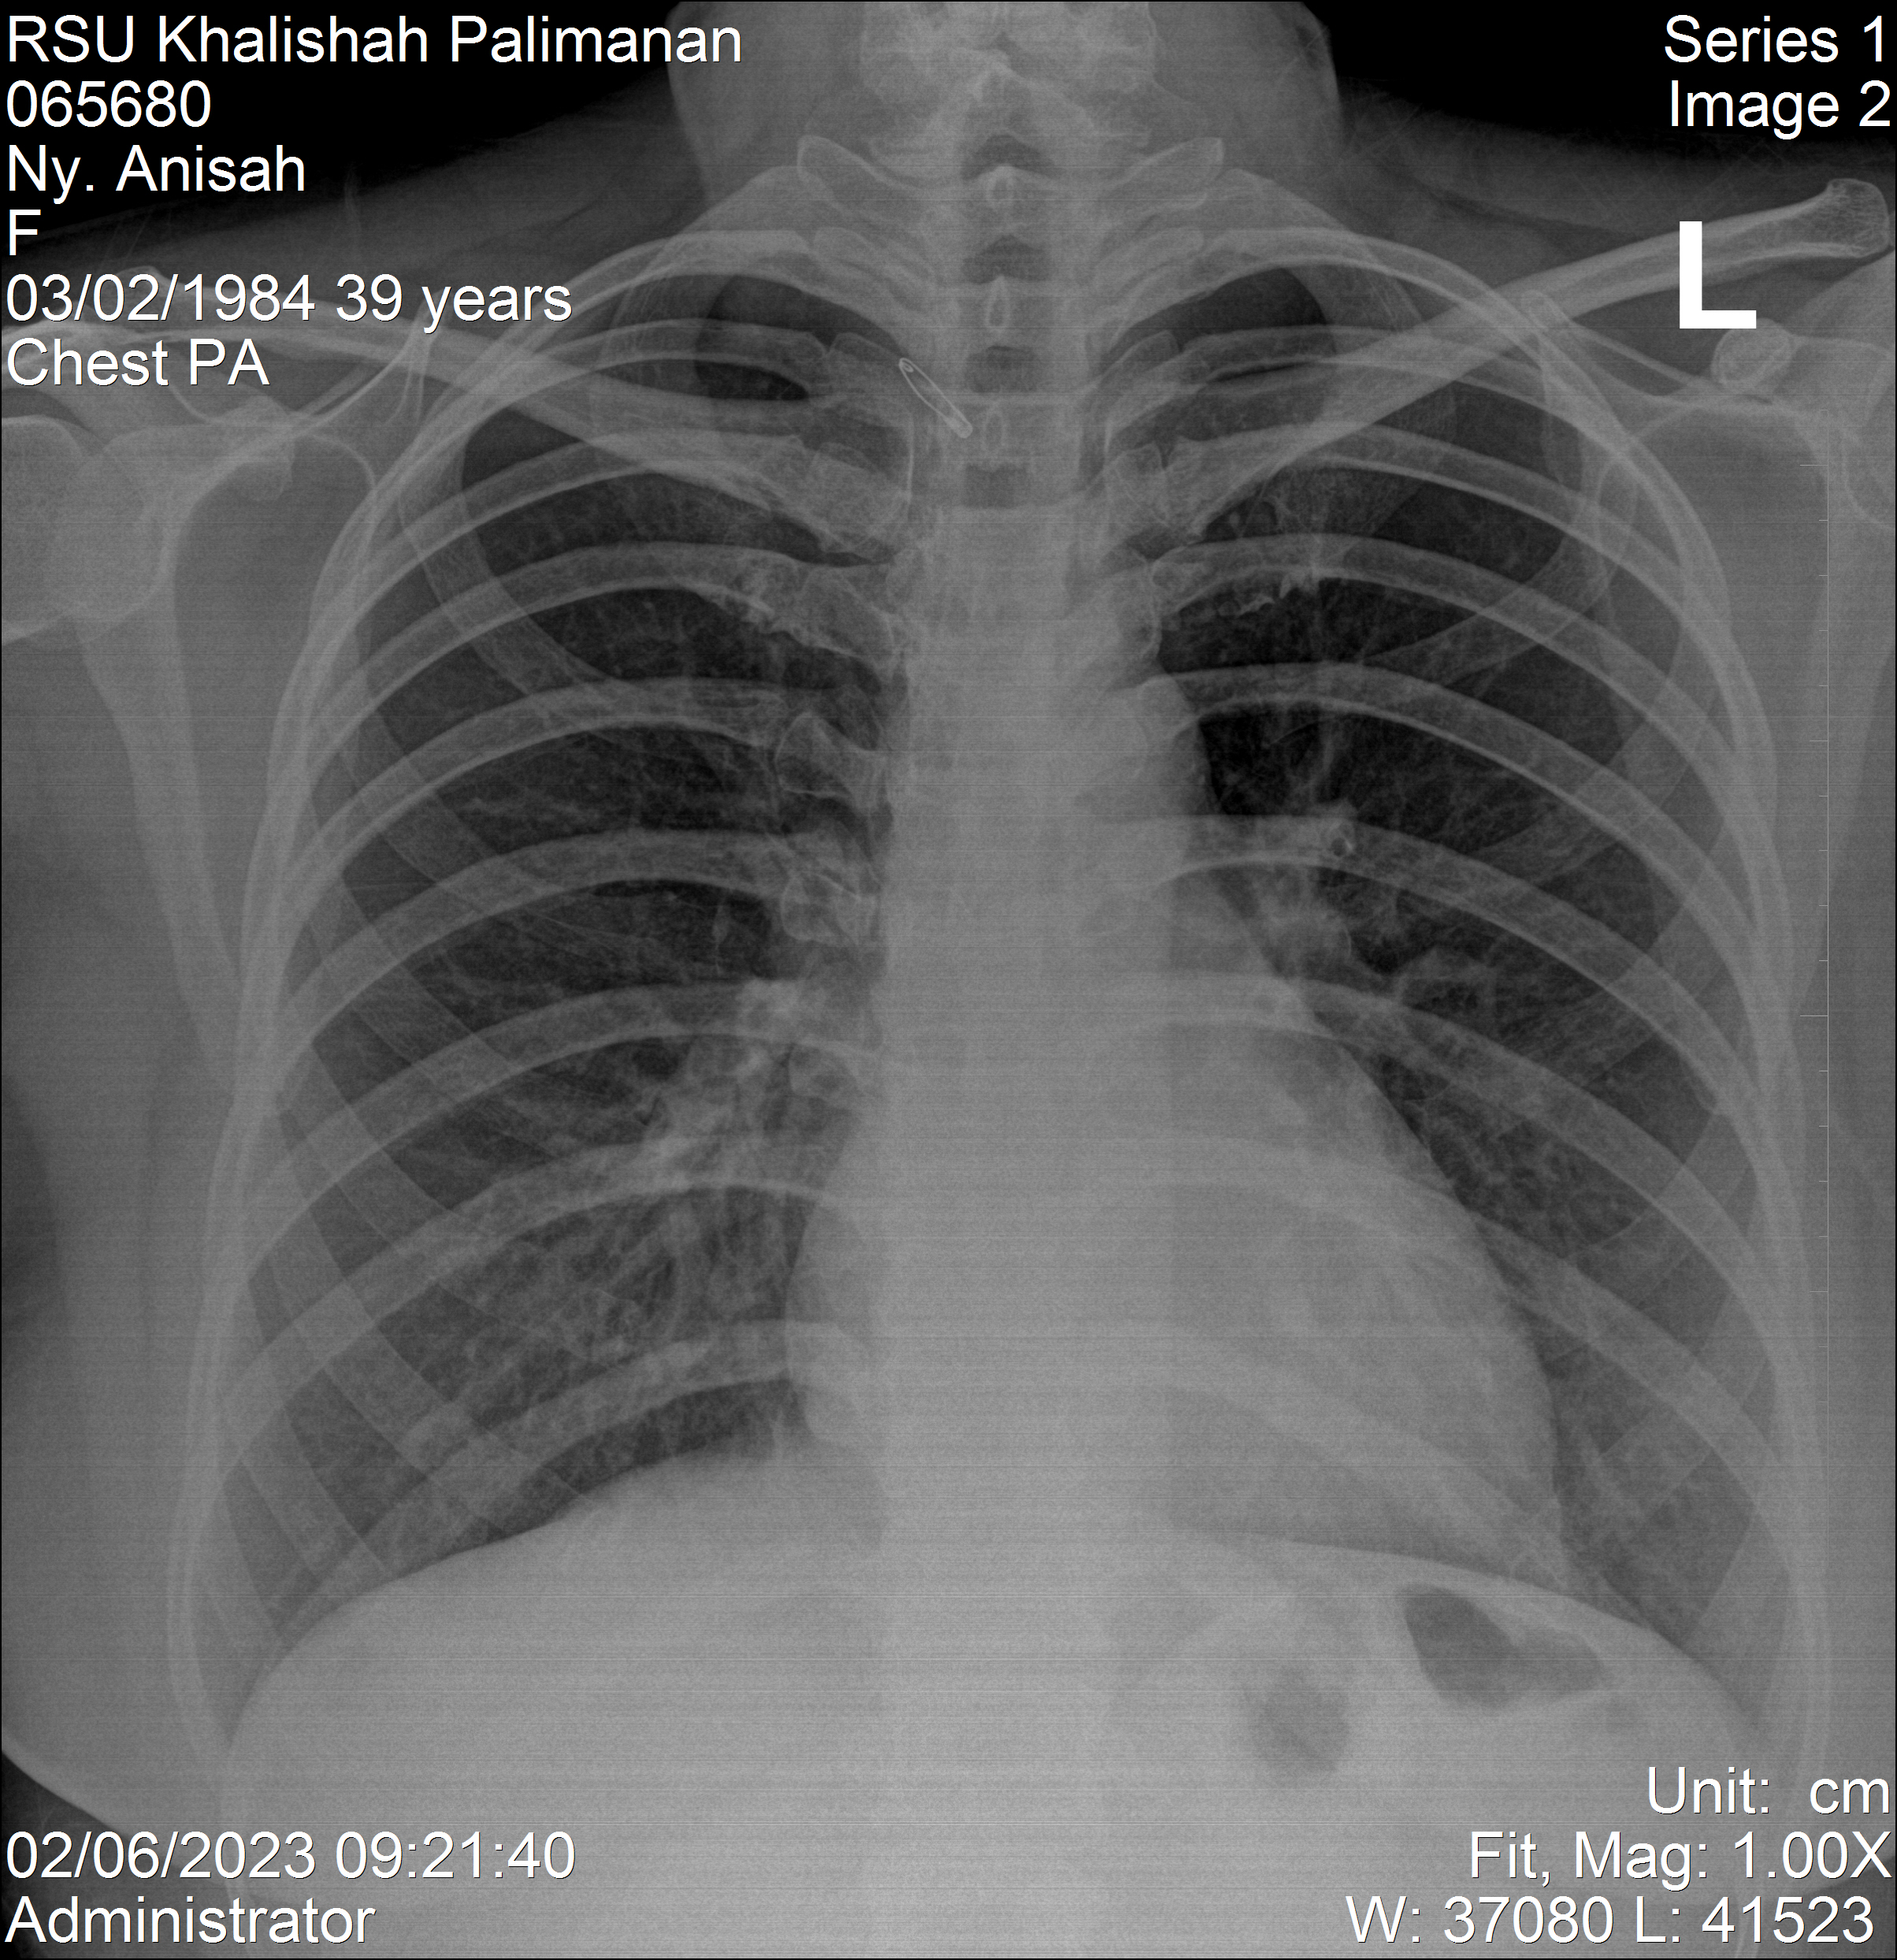 RSU Khalishah Palimanan
065680
Ny. Anisah
F
03/02/1984 39 years
Chest PA
Series 1
Image 2
L
02/06/2023 09:21:40
Administrator
Unit: cm
Fit, Mag: 1.00X
W: 37080 L: 41523